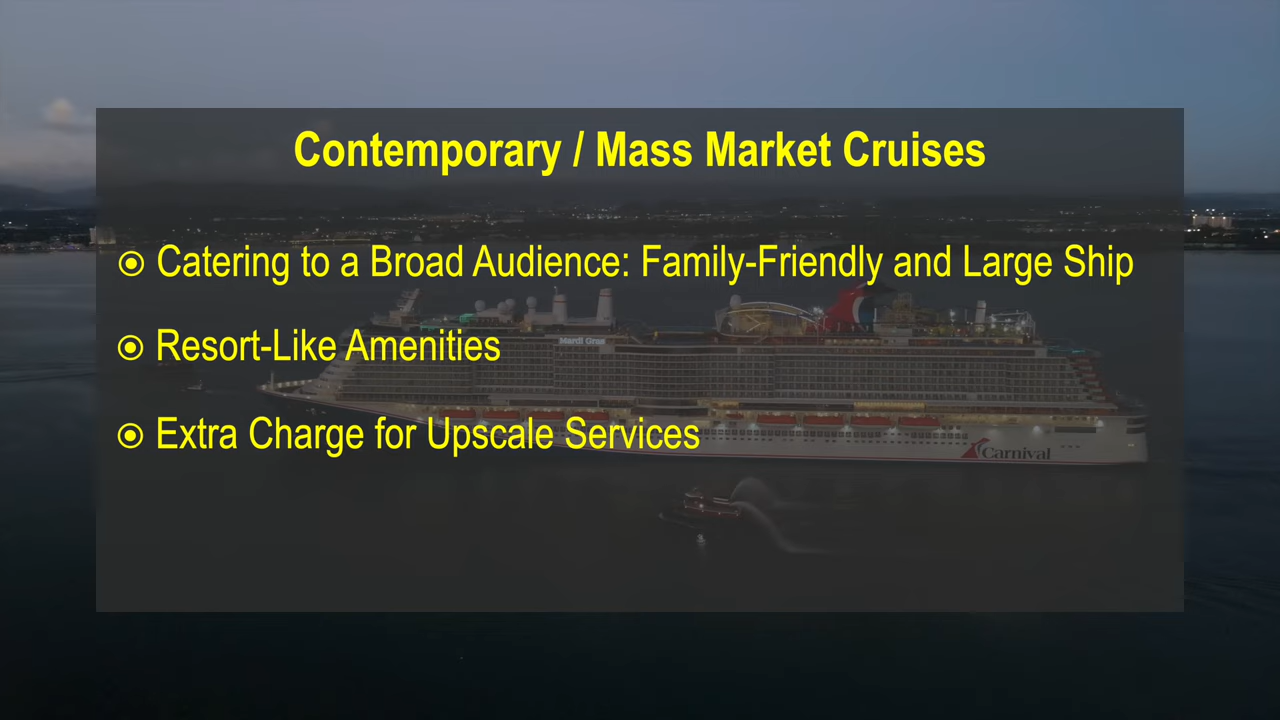 Contemporary / Mass Market Cruises
Catering to a Broad Audience: Family-Friendly and Large Ship
Resort-Like Amenities
Mardi Gras
Extra Charge for Upscale Services
Carnival